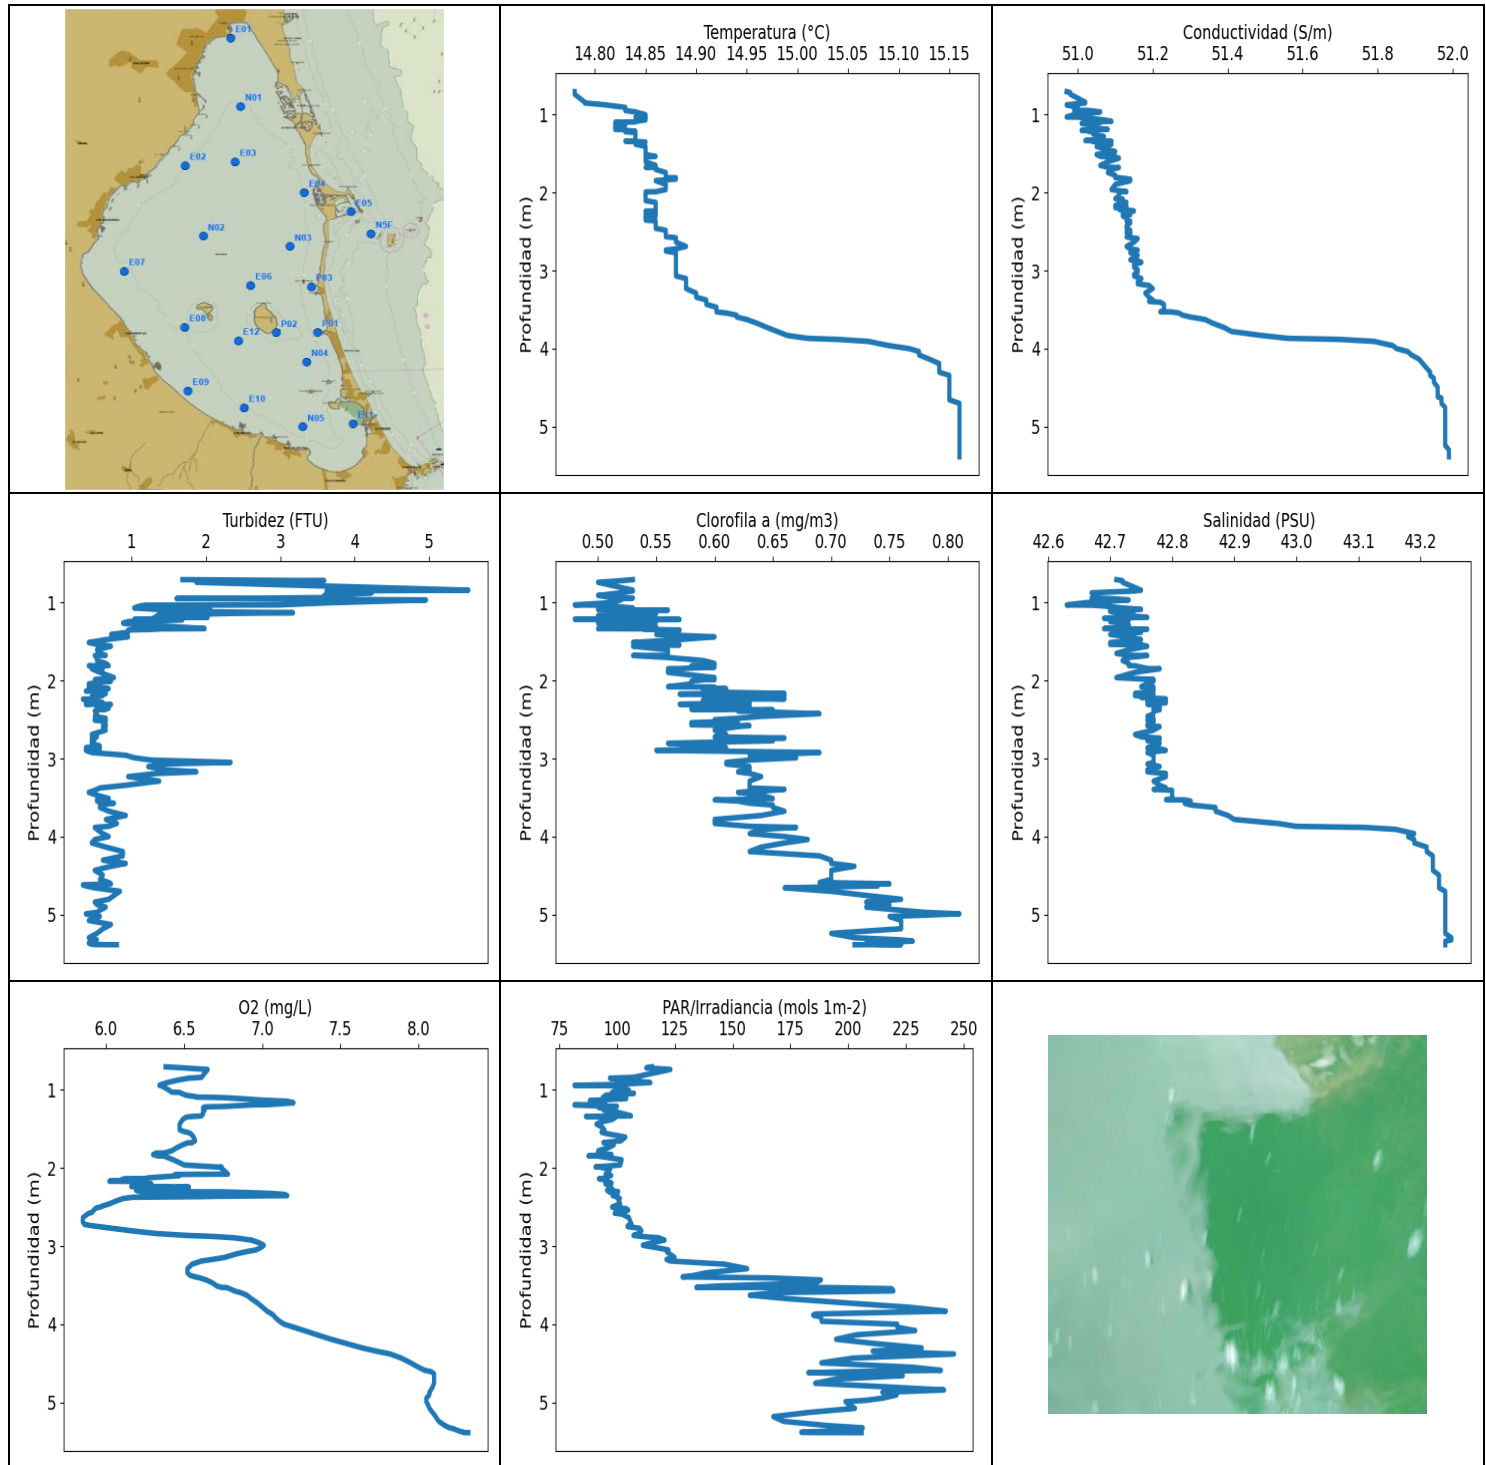 E01
N01
E03
E02
E04
E05
N5F
N02
N03
E07
E06
P03
E08
P02
P01
E12
N04
E09
E10
N05
E11
Temperatura (°C)
14.80 14.85 14.90 14.95 15.00 15.05 15.10 15.15
Profundidad (m)
1
2
3
4
5
Conductividad (S/m)
51.0 51.2 51.4 51.6 51.8 52.0
Profundidad (m)
1
2
3
4
5
Turbidez (FTU)
1 2 3 4 5
Profundidad (m)
1
2
3
4
5
Clorofila a (mg/m3)
0.50 0.55 0.60 0.65 0.70 0.75 0.80
Profundidad (m)
1
2
3
4
5
Salinidad (PSU)
42.6 42.7 42.8 42.9 43.0 43.1 43.2
Profundidad (m)
1
2
3
4
5
O2 (mg/L)
6.0 6.5 7.0 7.5 8.0
Profundidad (m)
1
2
3
4
5
PAR/Irradiancia (mols 1m-2)
75 100 125 150 175 200 225 250
Profundidad (m)
1
2
3
4
5